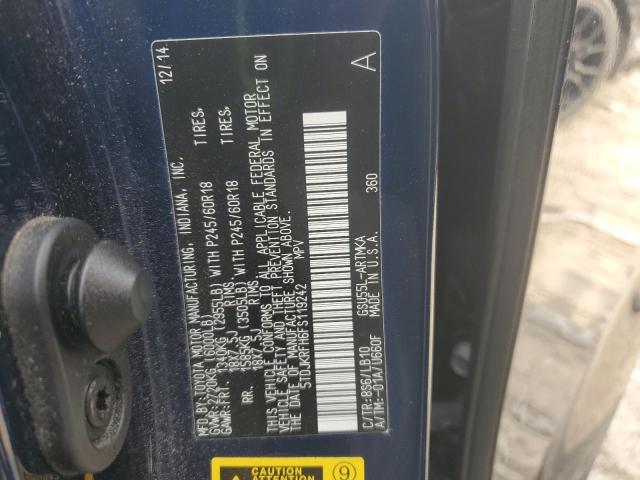 MFD.BY:TOYOTA MOTOR MANUFACTURING, INDIANA, INC. 12/14
GVWR:2720KG (6000LB)
GAWR:FRT. 1340KG (2955LB) WITH P245/60R18 TIRES,
18X7.5J RIMS
RR. 1585KG (3505LB) WITH P245/60R18 TIRES,
18X7.5J RIMS
THIS VEHICLE CONFORMS TO ALL APPLICABLE FEDERAL MOTOR
VEHICLE SAFETY AND THEFT PREVENTION STANDARDS IN EFFECT ON
THE DATE OF MANUFACTURE SHOWN ABOVE.
5TDJKRFH6FS119242 MPV
A
C/TR:8S6/LB10 GSU55L-ARTMKA 360
A/TM:-01A/U660F MADE IN U.S.A.
CAUTION
ATTENTION
9